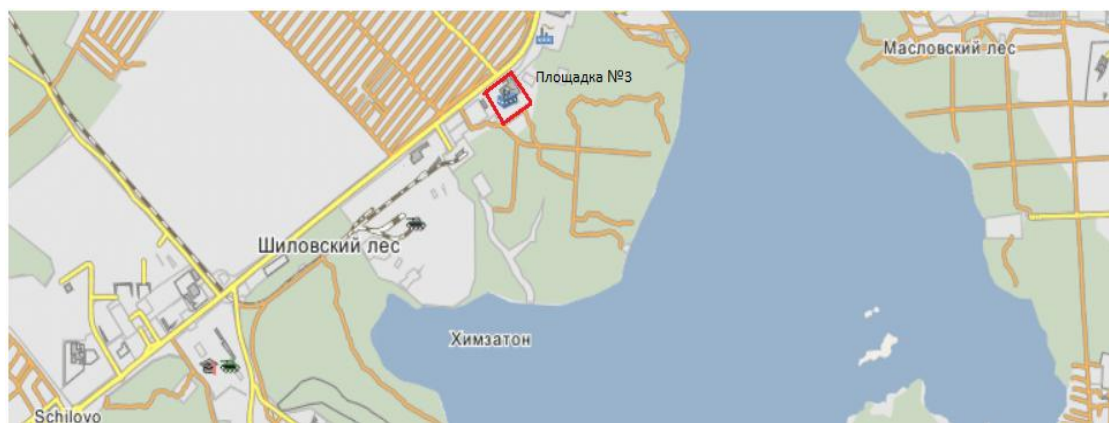 Масловский лес
Площадка №3
Шиловский лес
Химзатон
Schilovo